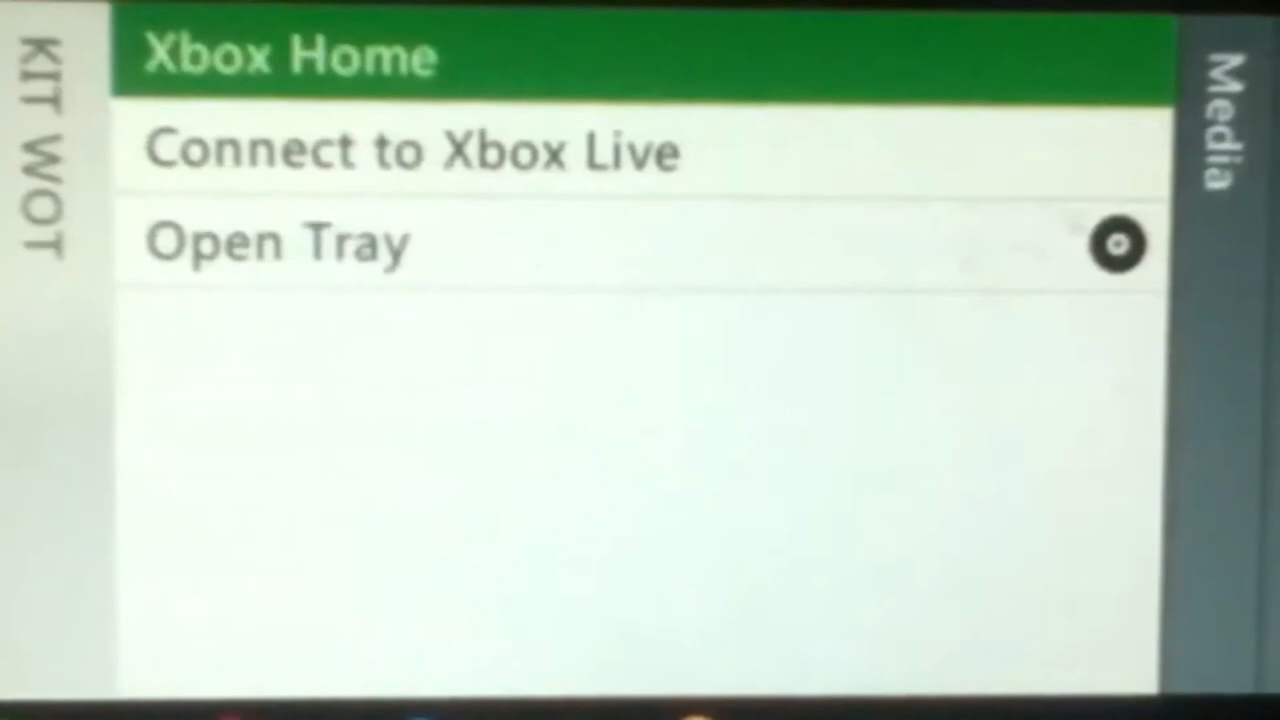 KIT WOT
Xbox Home
Connect to Xbox Live
Open Tray
Media